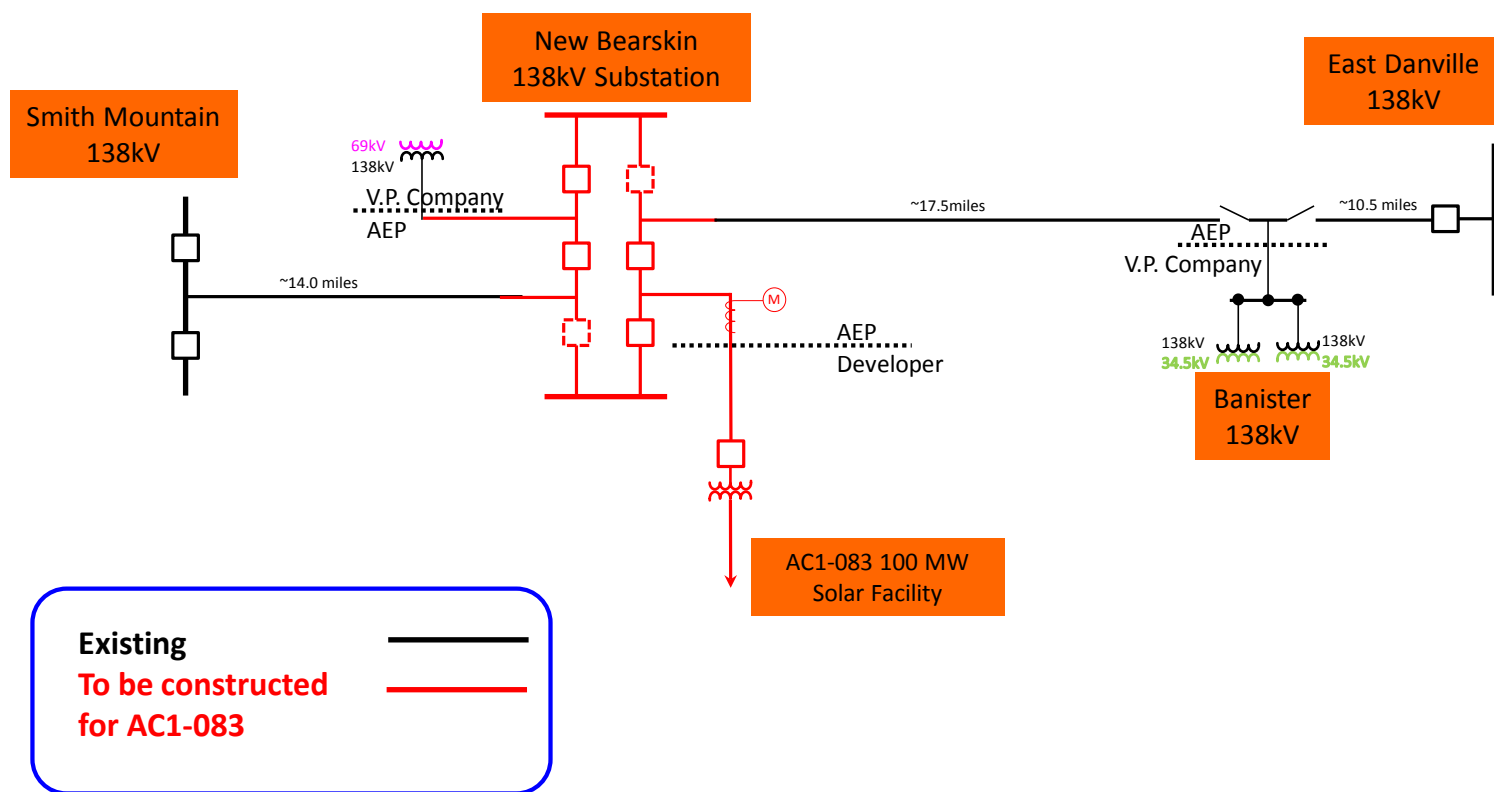 New Bearskin
138kV Substation
East Danville
138kV
Smith Mountain
138kV
69kV
138kV
V.P. Company
AEP
~17.5miles
~10.5 miles
AEP
V.P. Company
~14.0 miles
M
AEP
Developer
138kV
34.5kV
138kV
34.5kV
Banister
138kV
AC1-083 100 MW
Solar Facility
Existing
To be constructed
for AC1-083